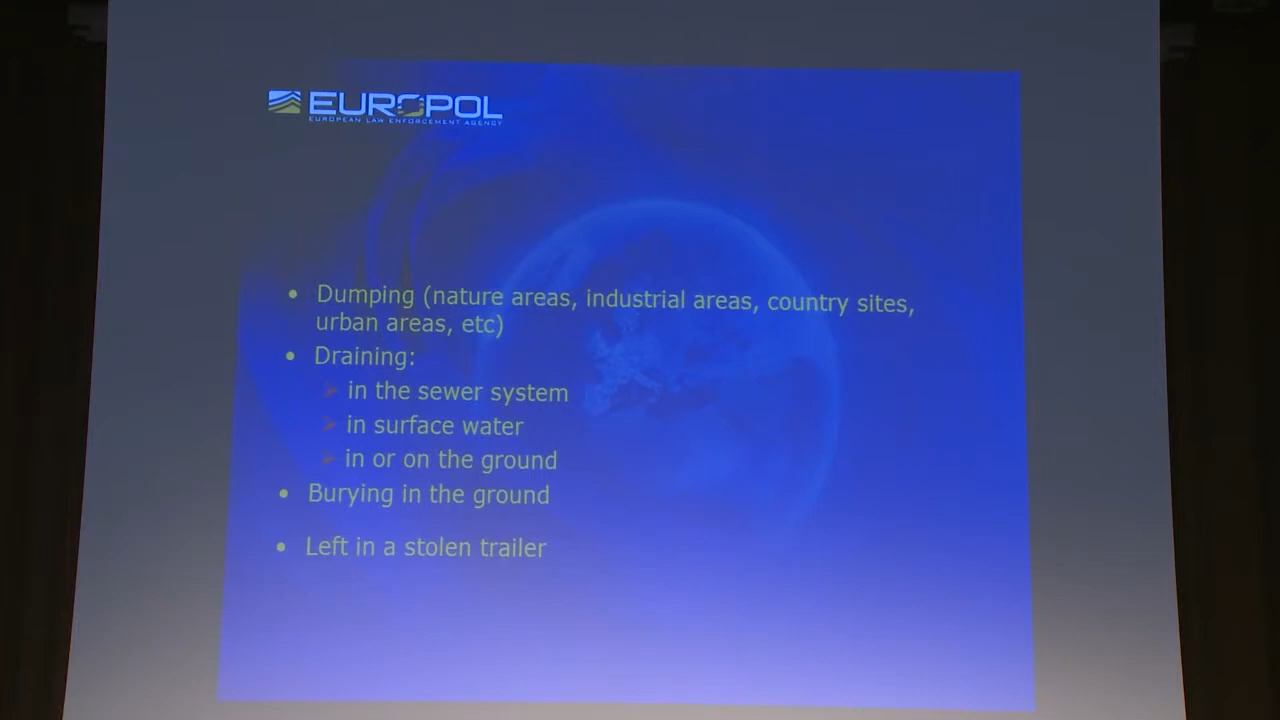 EUROPOL
EUROPEAN LAW ENFORCEMENT AGENCY
• Dumping (nature areas, industrial areas, country sites,
urban areas, etc)
• Draining:
➢ in the sewer system
➢ in surface water
➢ in or on the ground
• Burying in the ground
• Left in a stolen trailer